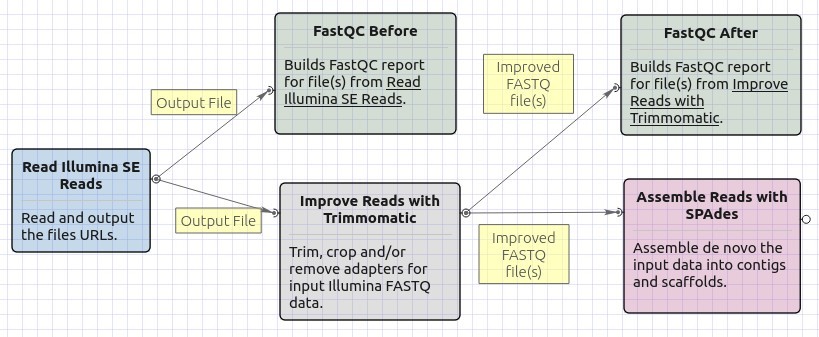 FastQC Before
Builds FastQC report
for file(s) from Read
Illumina SE Reads.
FastQC After
Builds FastQC report
for file(s) from Improve
Reads with
Trimmomatic.
Improved
FASTQ
file(s)
Output File
Read Illumina SE
Reads
Read and output
the files URLs.
Output File
Improve Reads with
Trimmomatic
Trim, crop and/or
remove adapters for
input Illumina FASTQ
data.
Improved
FASTQ
file(s)
Assemble Reads with
SPAdes
Assemble de novo the
input data into contigs
and scaffolds.